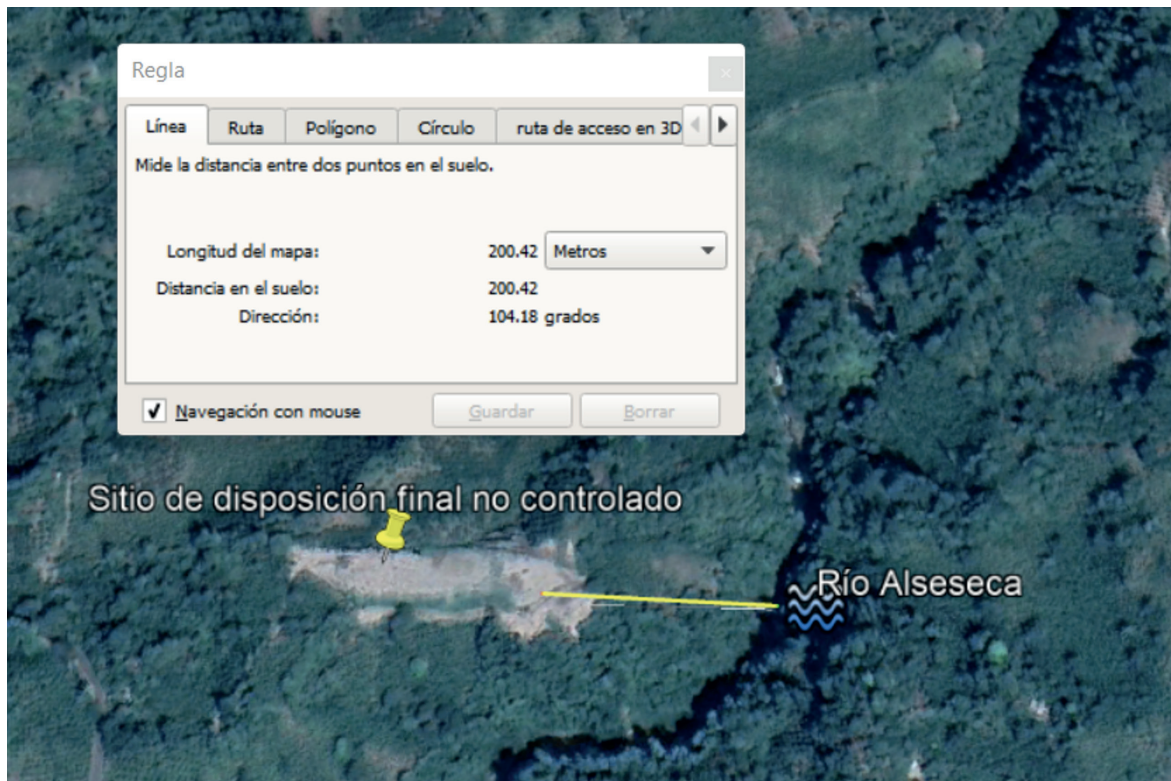 Regla
Línea Ruta Polígono Círculo ruta de acceso en 3D
Mide la distancia entre dos puntos en el suelo.
Longitud del mapa: 200.42 Metros
Distancia en el suelo: 200.42
Dirección: 104.18 grados
Navegación con mouse Guardar Borrar
Sitio de disposición final no controlado
Río Alseseca